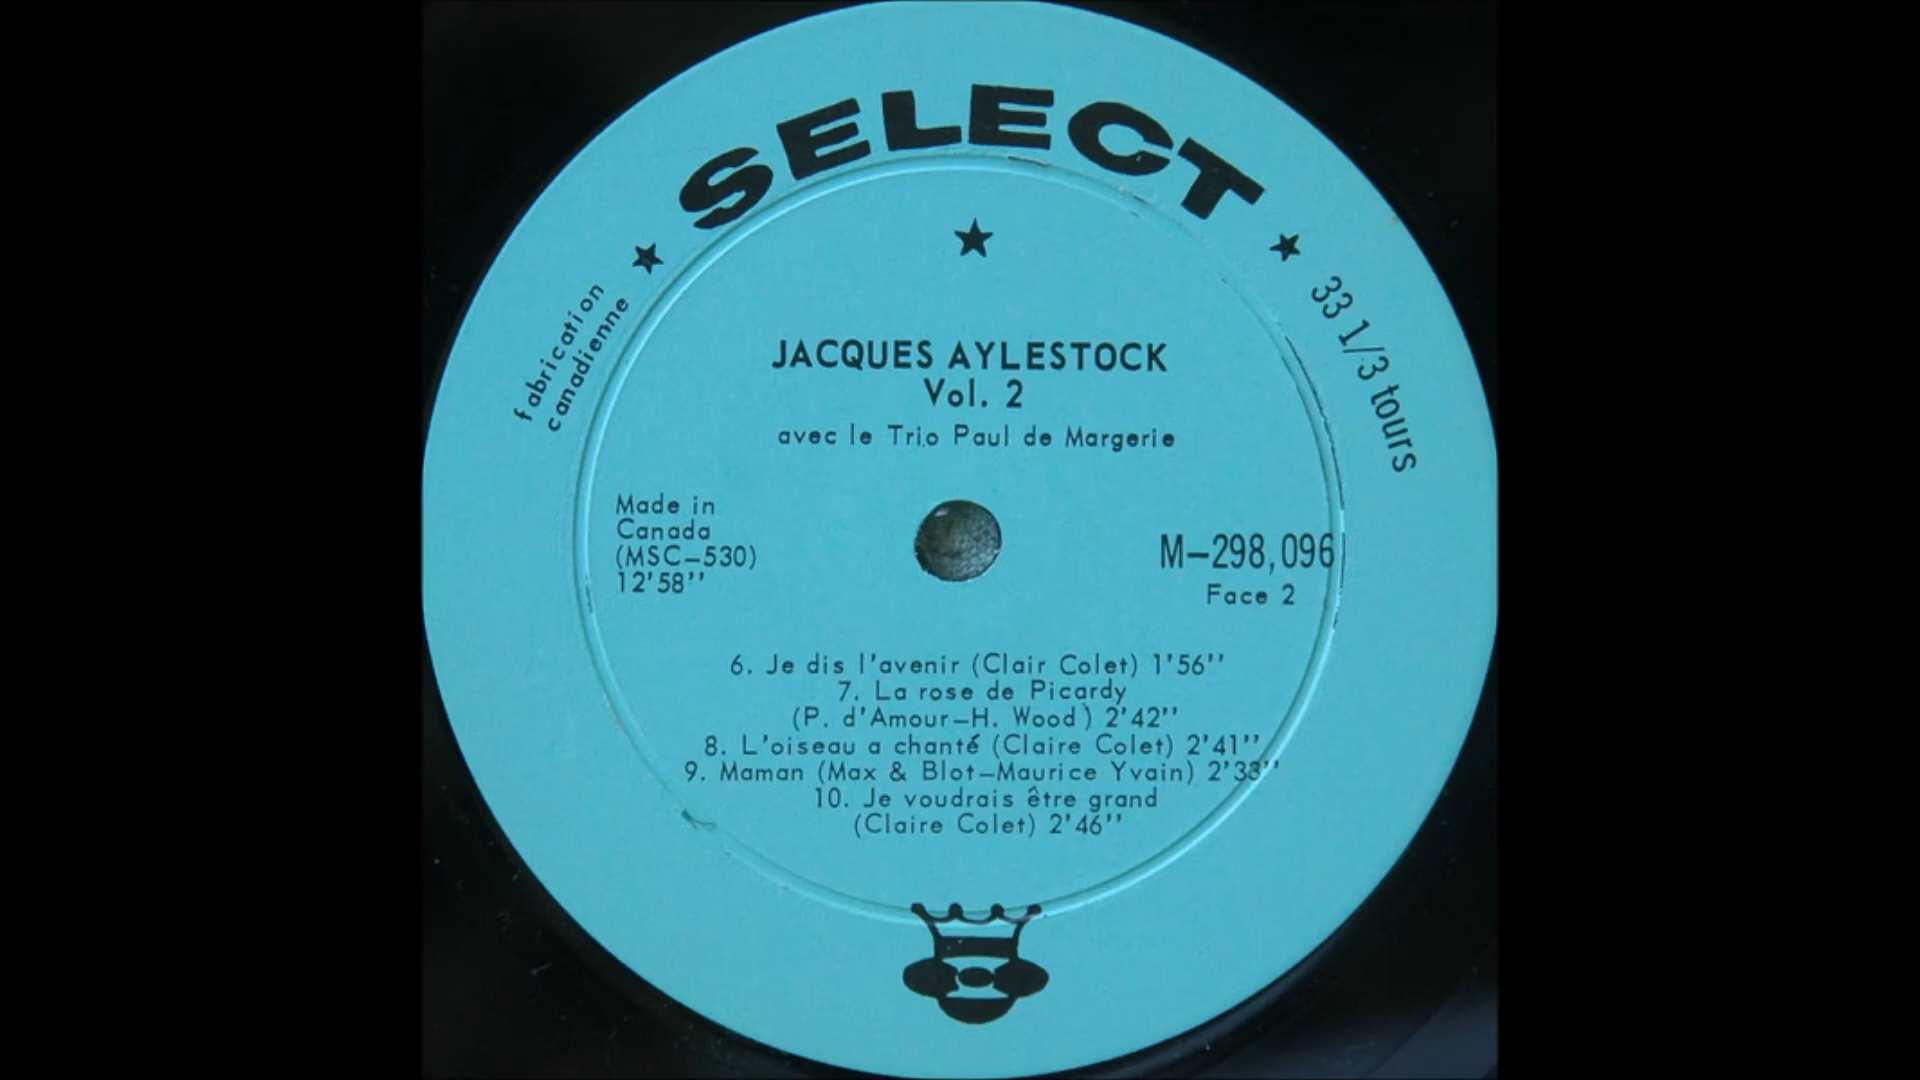 SELECT
fabrication
canadienne
33 1/3 tours
JACQUES AYLESTOCK
Vol. 2
avec le Trio Paul de Margerie
Made in
Canada
(MSC-530)
12'58''
M-298,096
Face 2
6. Je dis l'avenir (Clair Colet) 1'56''
7. La rose de Picardy
(P. d'Amour-H. Wood) 2'42''
8. L'oiseau a chanté (Claire Colet) 2'41''
9. Maman (Max & Blot-Maurice Yvain) 2'33''
10. Je voudrais être grand
(Claire Colet) 2'46''